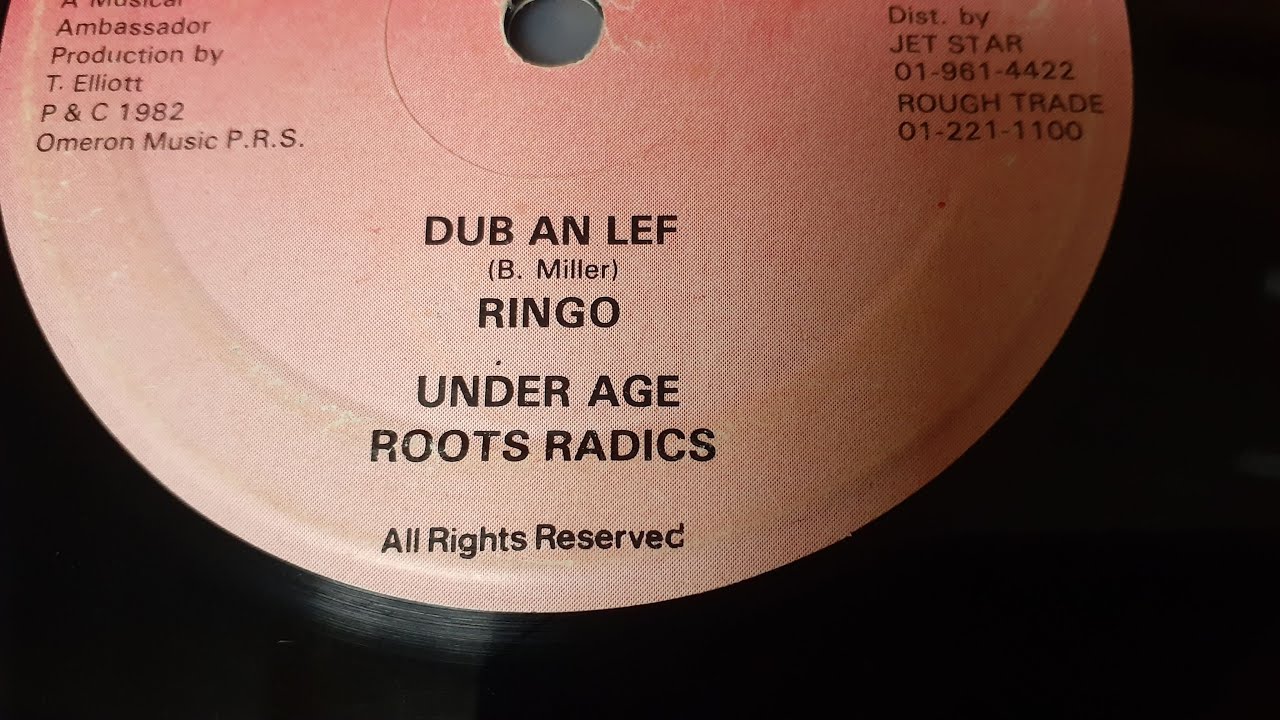 A Musical
Ambassador
Production by
T. Elliott
P & C 1982
Omeron Music P.R.S.
Dist. by
JET STAR
01-961-4422
ROUGH TRADE
01-221-1100
DUB AN LEF
(B. Miller)
RINGO
UNDER AGE
ROOTS RADICS
All Rights Reserved